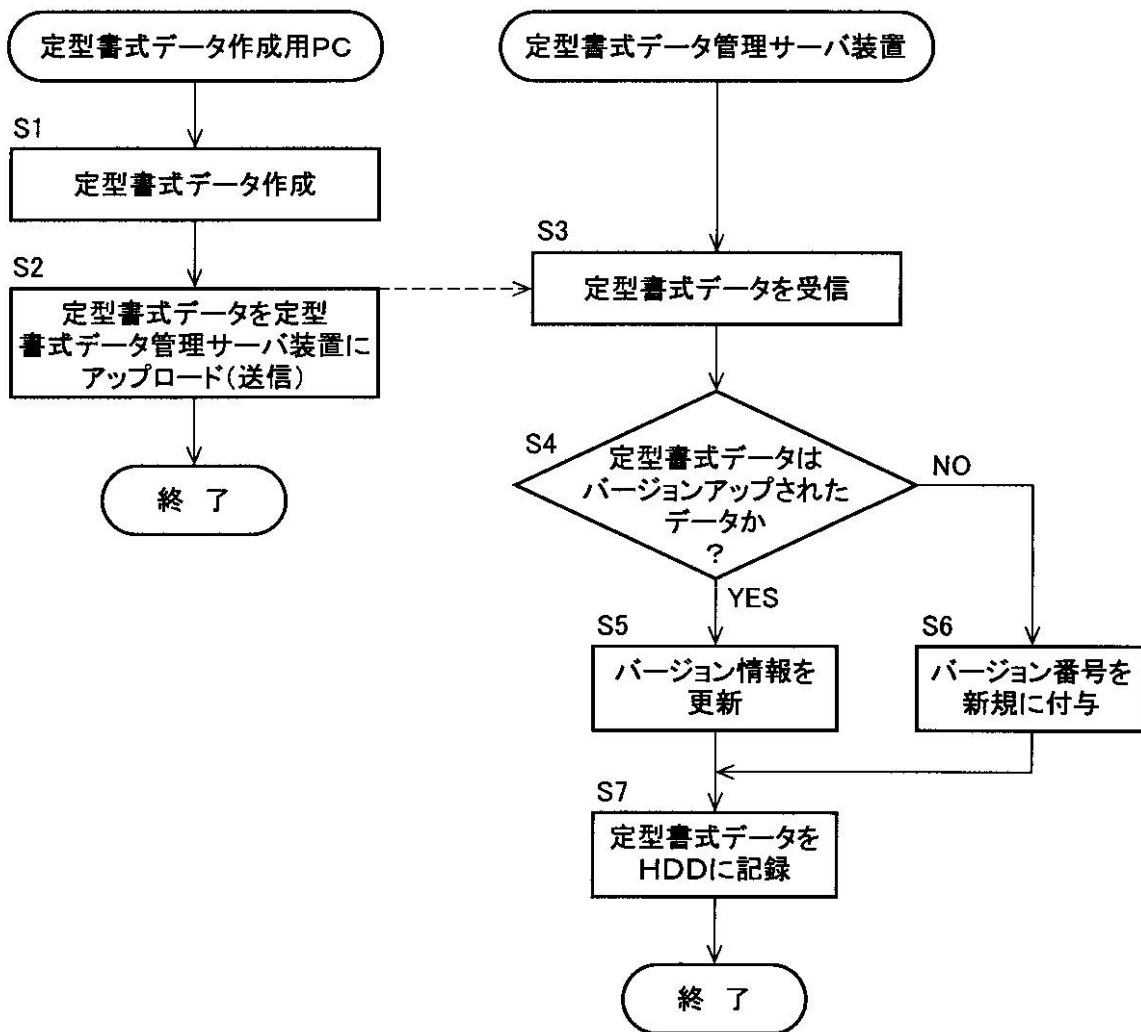 定型書式データ作成用PC
定型書式データ管理サーバ装置
S1
定型書式データ作成
S2
定型書式データを定型
書式データ管理サーバ装置に
アップロード(送信)
終 了
S3
定型書式データを受信
S4
定型書式データは
バージョンアップされた
データか
?
NO
YES
S5
バージョン情報を
更新
S6
バージョン番号を
新規に付与
S7
定型書式データを
HDDに記録
終 了